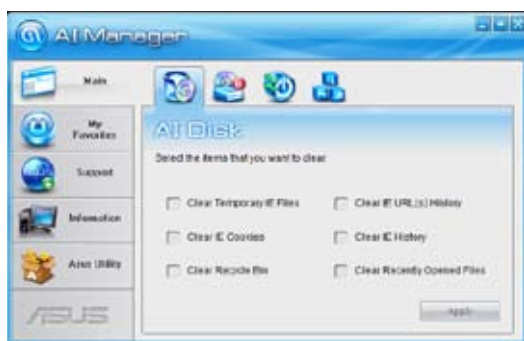 AI Manager
Main
My
Favorites
Support
Information
Asus Utility
ASUS
AI Disk
Select the items that you want to clear
Clear Temporary IE Files
Clear IE URL(s) History
Clear IE Cookies
Clear IE History
Clear Recycle Bin
Clear Recently Opened Files
Apply